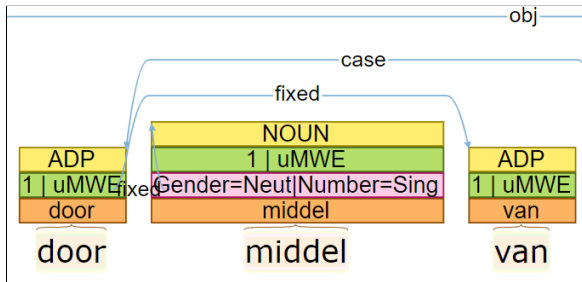 obj
case
fixed
NOUN
ADP 1 | uMWE ADP
1 | uMWE fixed Gender=Neut|Number=Sing 1 | uMWE
door middel van
door middel van